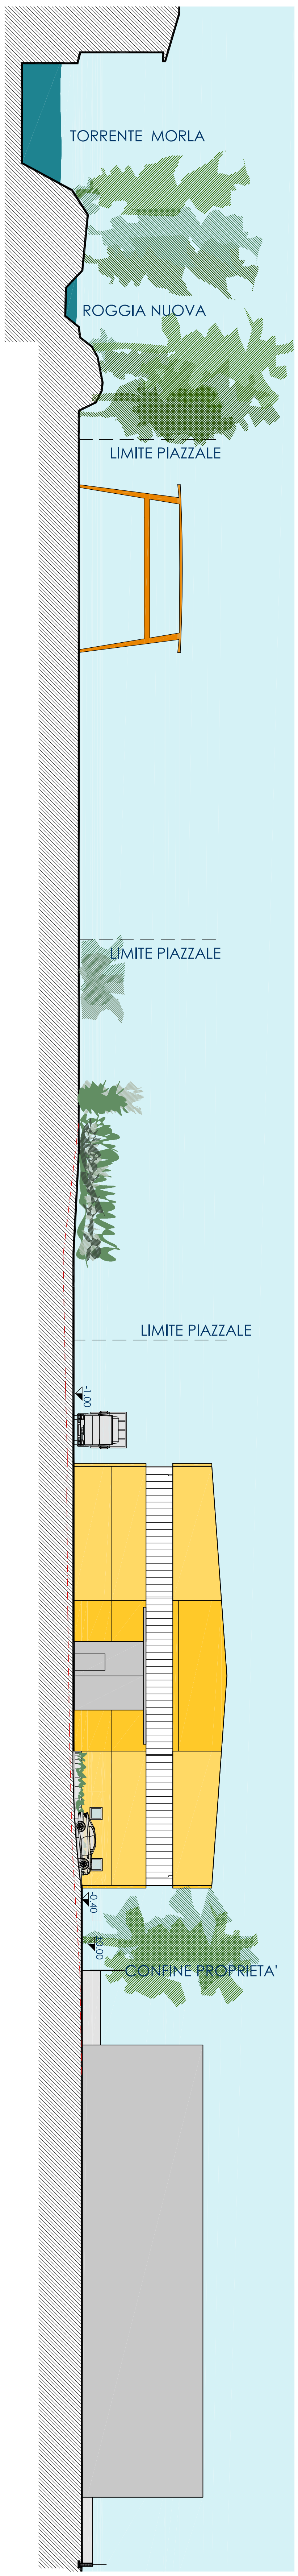 TORRENTE MORLA
ROGGIA NUOVA
LIMITE PIAZZALE
LIMITE PIAZZALE
LIMITE PIAZZALE
-1.00
-0.40
±0.00
CONFINE PROPRIETA'